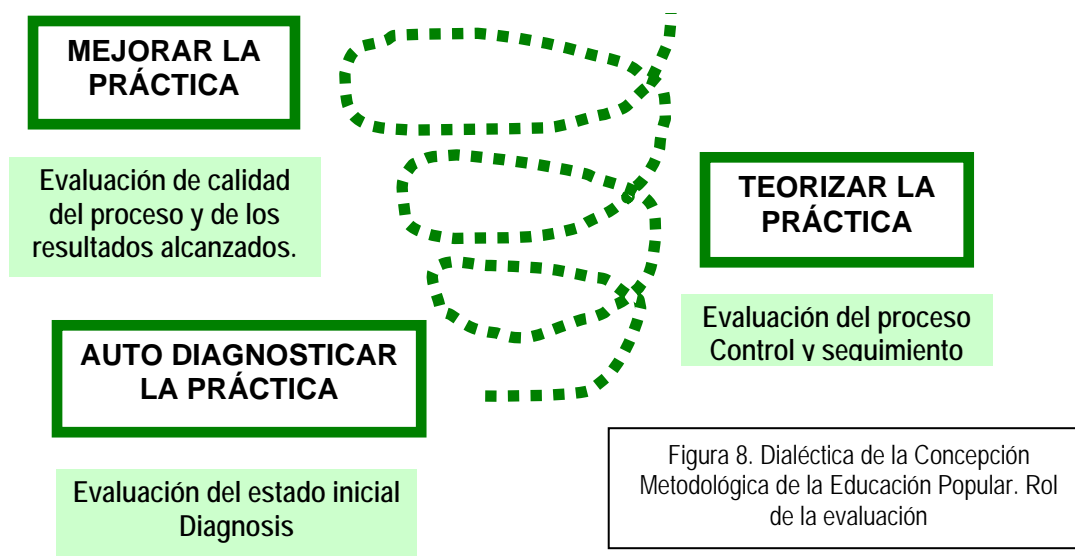 MEJORAR LA
PRÁCTICA
Evaluación de calidad
del proceso y de los
resultados alcanzados.
TEORIZAR LA
PRÁCTICA
Evaluación del proceso
Control y seguimiento
AUTO DIAGNOSTICAR
LA PRÁCTICA
Evaluación del estado inicial
Diagnosis
Figura 8. Dialéctica de la Concepción
Metodológica de la Educación Popular. Rol
de la evaluación